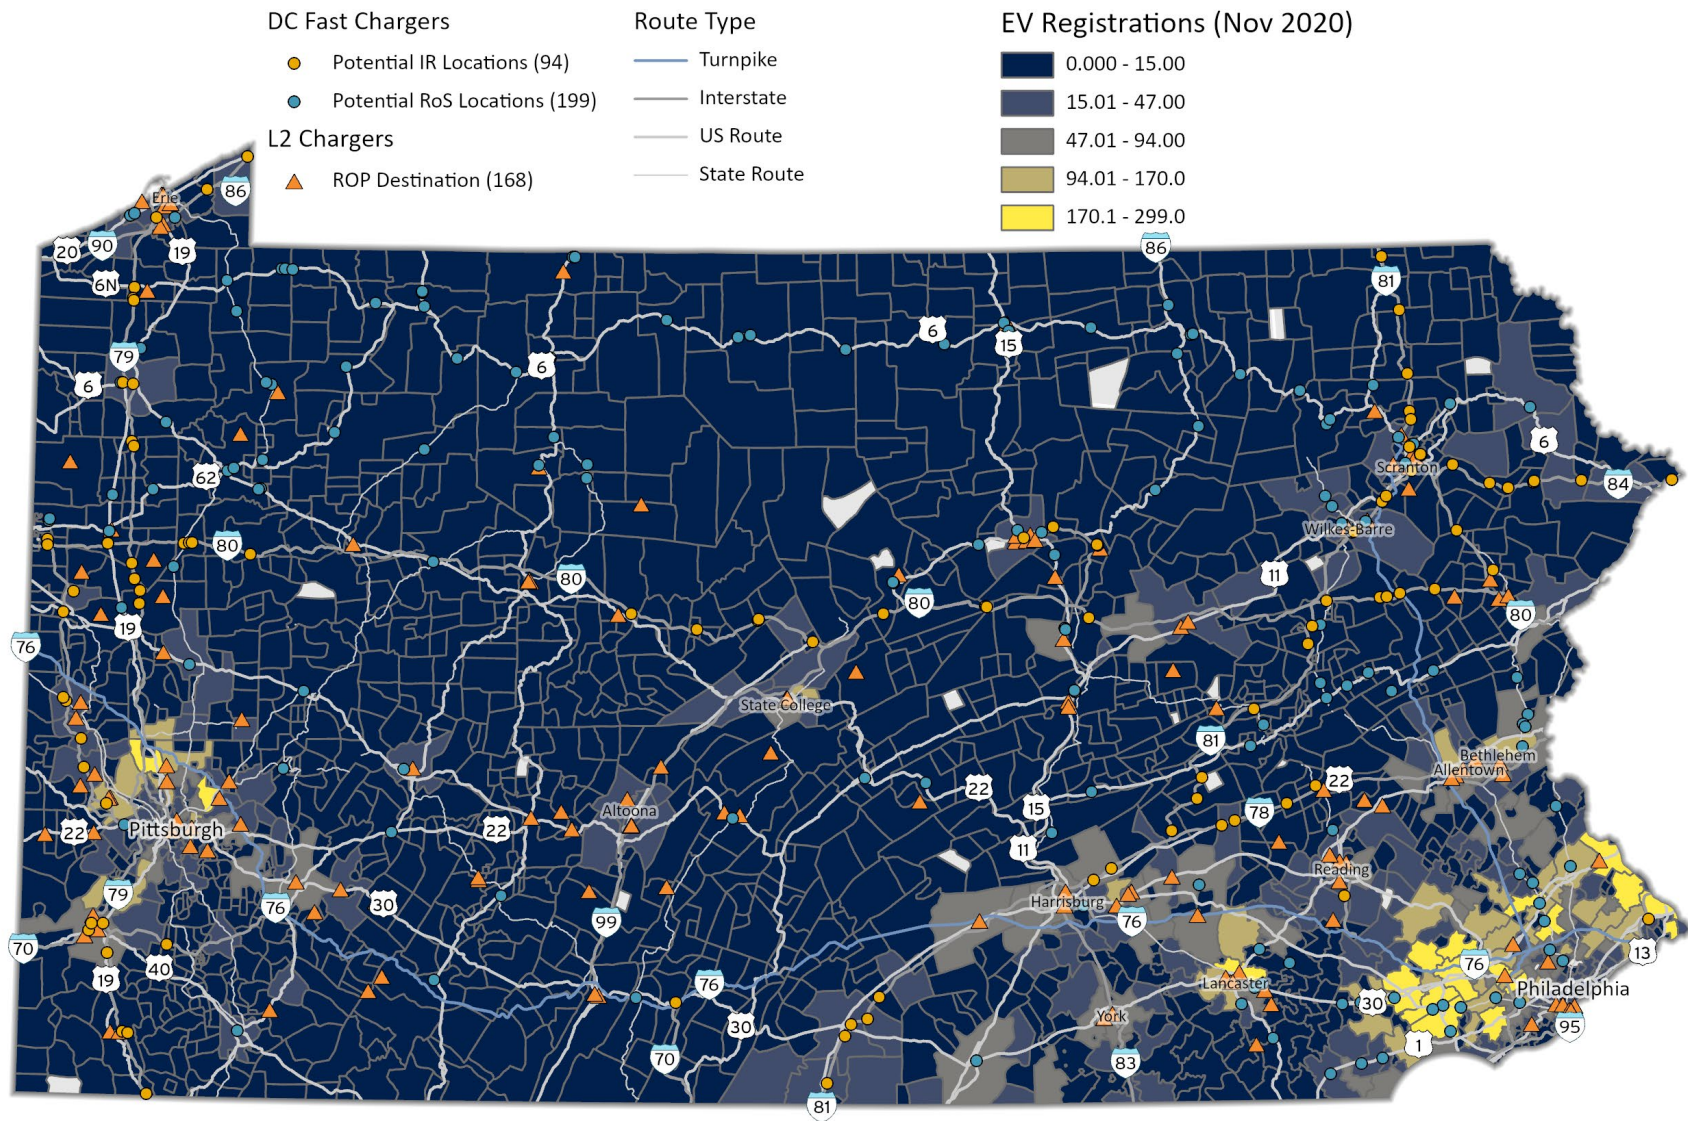 DC Fast Chargers
Potential IR Locations (94)
Potential RoS Locations (199)
L2 Chargers
ROP Destination (168)
Route Type
Turnpike
Interstate
US Route
State Route
EV Registrations (Nov 2020)
0.000 - 15.00
15.01 - 47.00
47.01 - 94.00
94.01 - 170.0
170.1 - 299.0
86
Erie
20
90
19
6N
86
81
79
6
15
6
6
6
62
Scranton
84
80
Wilkes-Barre
80
11
80
80
19
76
State College
81
Bethlehem
Allentown
22
22
15
78
Altoona
22
Pittsburgh
22
11
Reading
79
30
76
99
Harrisburg
76
70
40
19
76
Lancaster
30
76
13
Philadelphia
York
30
95
70
83
1
81